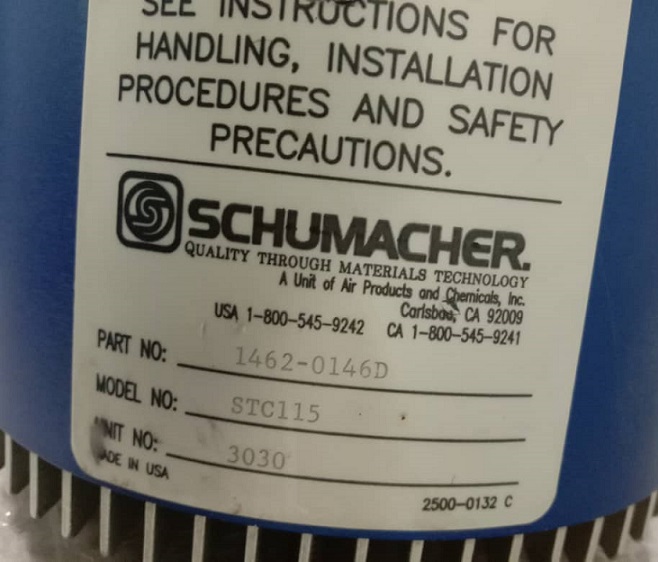 SEE INSTRUCTIONS FOR
HANDLING, INSTALLATION
PROCEDURES AND SAFETY
PRECAUTIONS.
SCHUMACHER.
QUALITY THROUGH MATERIALS TECHNOLOGY
A Unit of Air Products and Chemicals, Inc.
Carlsbad, CA 92009
USA 1-800-545-9242 CA 1-800-545-9241
PART NO: 1462-0146D
MODEL NO: STC115
UNIT NO: 3030
MADE IN USA
2500-0132 C